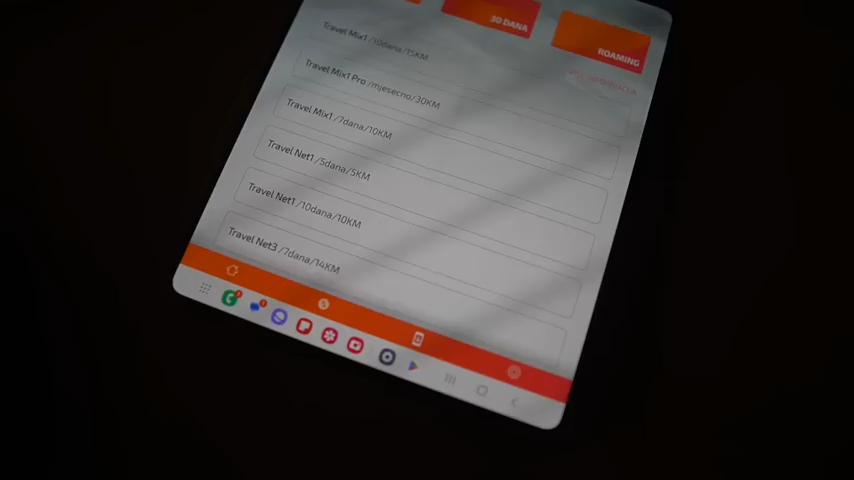 30 DANA
ROAMING
Travel Mix1 /10dana/15KM
Travel Mix1 Pro /mjesecno/30KM
Travel Mix1 /7dana/10KM
Travel Net1 /5dana/5KM
Travel Net1 /10dana/10KM
Travel Net3 /7dana/14KM